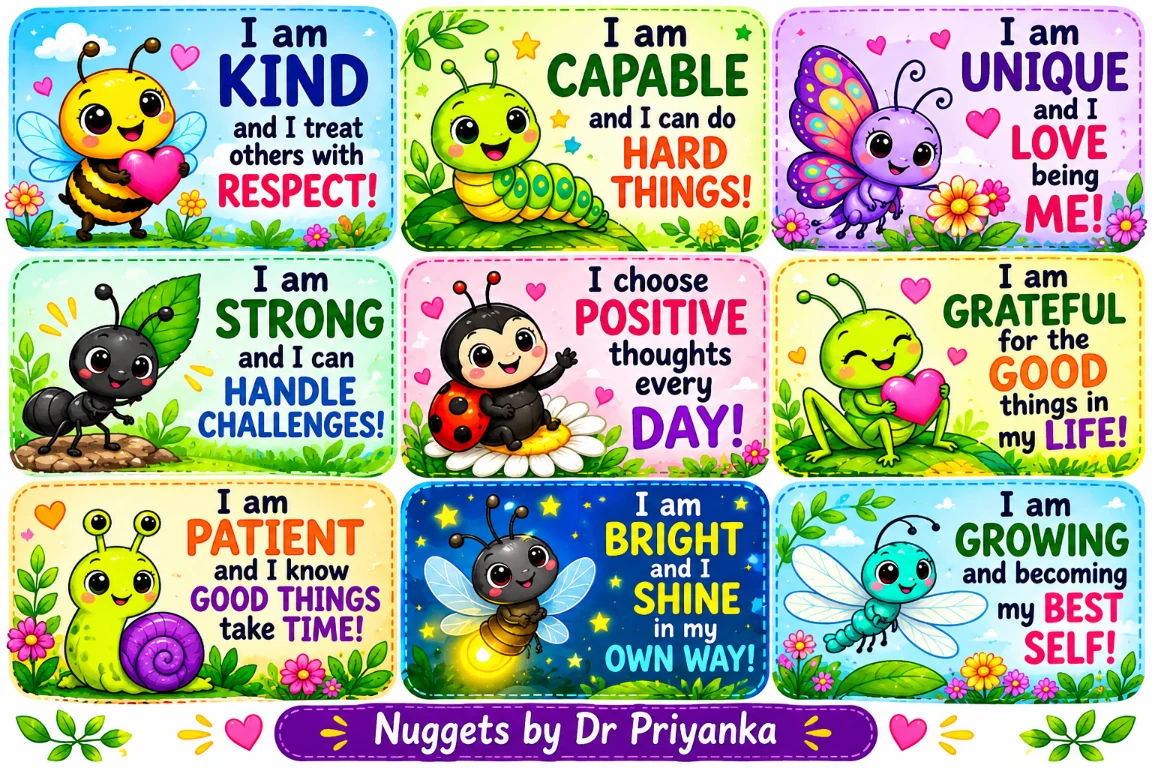 I am
KIND
and I treat
others with
RESPECT!
I am
CAPABLE
and I can do
HARD
THINGS!
I am
UNIQUE
and I
LOVE
being
ME!
I am
STRONG
and I can
HANDLE
CHALLENGES!
I choose
POSITIVE
thoughts
every
DAY!
I am
GRATEFUL
for the
GOOD
things in
my LIFE!
I am
PATIENT
and I know
GOOD THINGS
take TIME!
I am
BRIGHT
and I
SHINE
in my
OWN WAY!
I am
GROWING
and becoming
my BEST
SELF!
Nuggets by Dr Priyanka